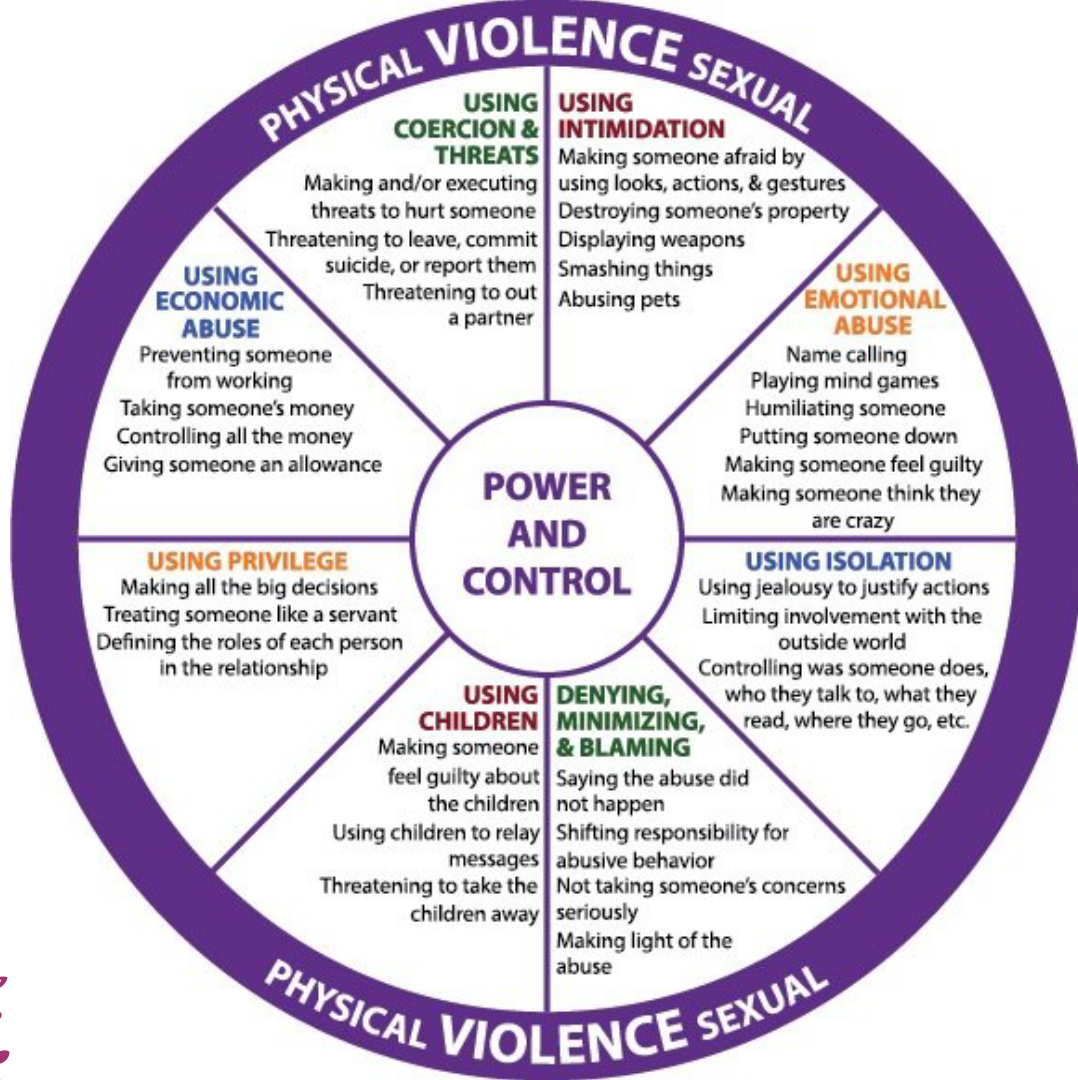 PHYSICAL VIOLENCE SEXUAL
USING
COERCION &
THREATS
Making and/or executing
threats to hurt someone
Threatening to leave, commit
suicide, or report them
Threatening to out
a partner
USING
INTIMIDATION
Making someone afraid by
using looks, actions, & gestures
Destroying someone's property
Displaying weapons
Smashing things
Abusing pets
USING
EMOTIONAL
ABUSE
Name calling
Playing mind games
Humiliating someone
Putting someone down
Making someone feel guilty
Making someone think they
are crazy
USING ISOLATION
Using jealousy to justify actions
Limiting involvement with the
outside world
Controlling was someone does,
who they talk to, what they
read, where they go, etc.
DENYING,
MINIMIZING,
& BLAMING
Saying the abuse did
not happen
Shifting responsibility for
abusive behavior
Not taking someone's concerns
seriously
Making light of the
abuse
USING
CHILDREN
Making someone
feel guilty about
the children
Using children to relay
messages
Threatening to take the
children away
USING PRIVILEGE
Making all the big decisions
Treating someone like a servant
Defining the roles of each person
in the relationship
USING
ECONOMIC
ABUSE
Preventing someone
from working
Taking someone's money
Controlling all the money
Giving someone an allowance
POWER
AND
CONTROL
PHYSICAL VIOLENCE SEXUAL